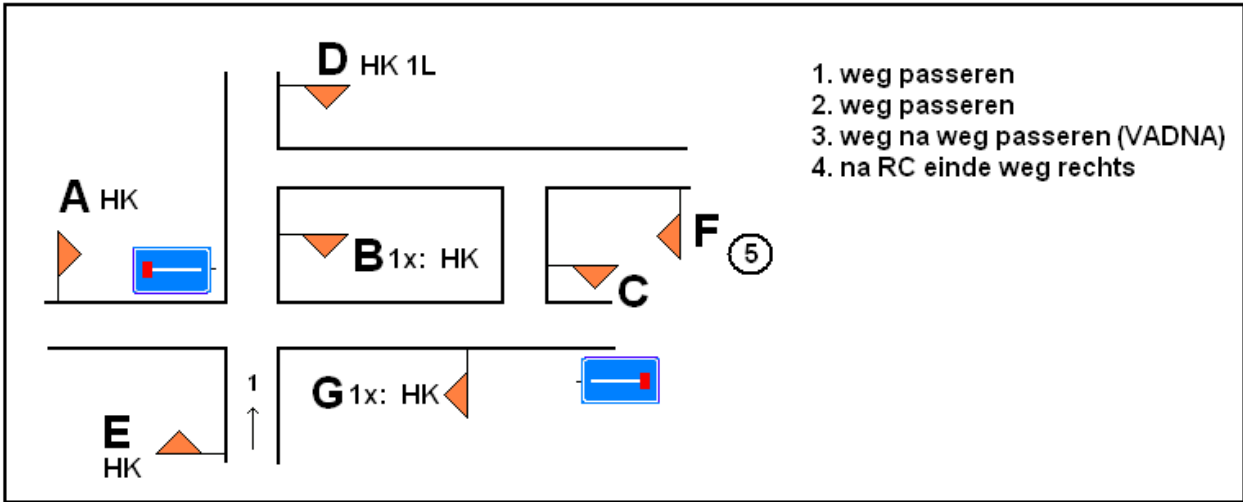 D HK 1L
1. weg passeren
2. weg passeren
3. weg na weg passeren (VADNA)
4. na RC einde weg rechts
A HK
B 1x: HK
F 5
C
1
G 1x: HK
E
HK